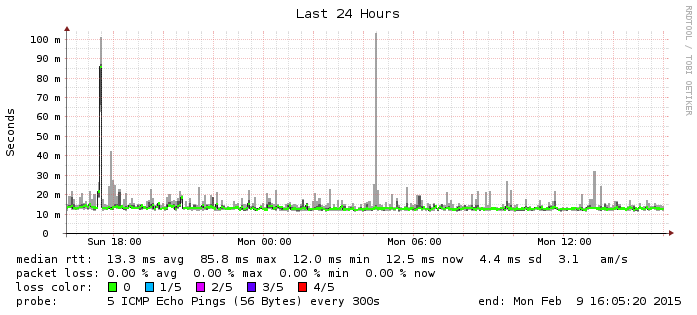 Last 24 Hours
RRDTOOL / TOBI OETIKER
Seconds
100 m
90 m
80 m
70 m
60 m
50 m
40 m
30 m
20 m
10 m
0
Sun 18:00 Mon 00:00 Mon 06:00 Mon 12:00
median rtt: 13.3 ms avg 85.8 ms max 12.0 ms min 12.5 ms now 4.4 ms sd 3.1 am/s
packet loss: 0.00 % avg 0.00 % max 0.00 % min 0.00 % now
loss color: 0 1/5 2/5 3/5 4/5
probe: 5 ICMP Echo Pings (56 Bytes) every 300s end: Mon Feb 9 16:05:20 2015